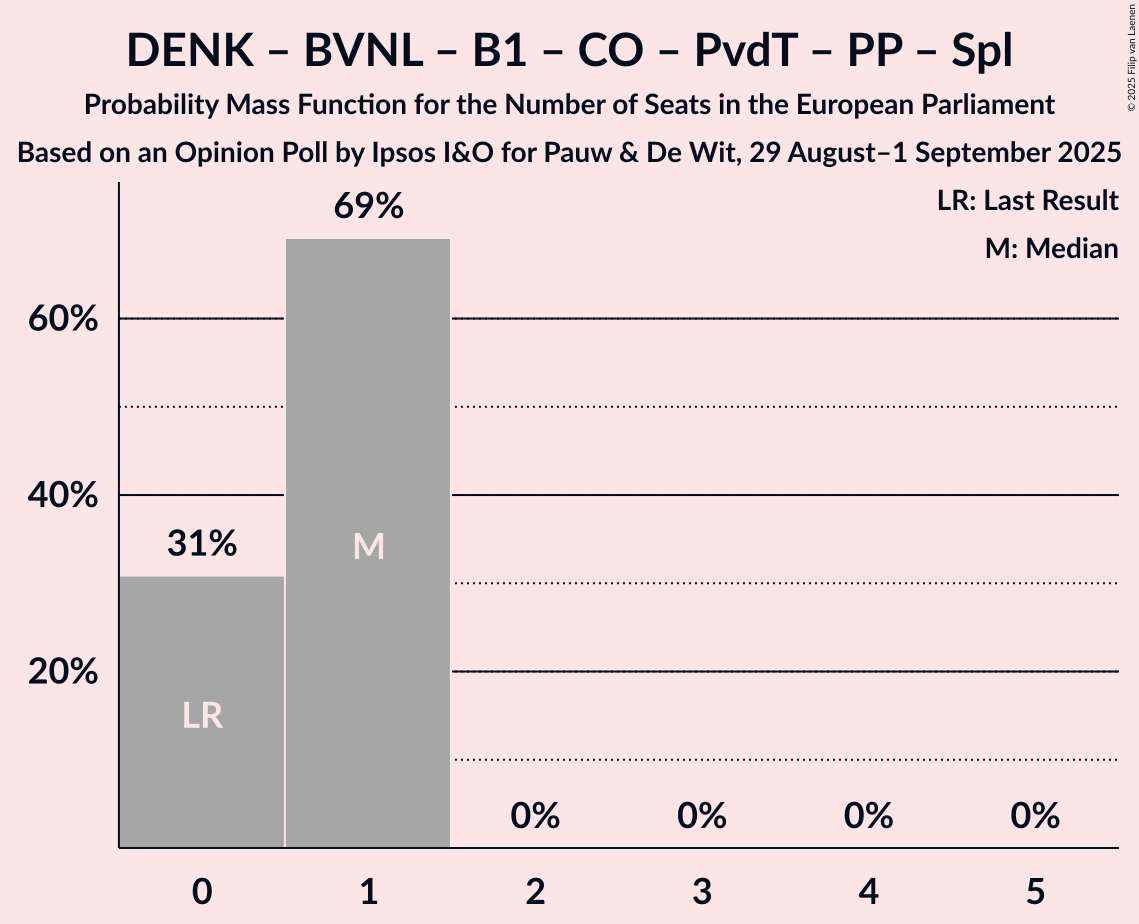 DENK – BVNL – B1 – CO – PvdT – PP – Spl
Probability Mass Function for the Number of Seats in the European Parliament
Based on an Opinion Poll by Ipsos I&O for Pauw & De Wit, 29 August–1 September 2025
© 2025 Filip van Laenen
LR: Last Result
M: Median
69%
60%
40%
31%
M
20%
LR
0% 0% 0% 0%
0 1 2 3 4 5